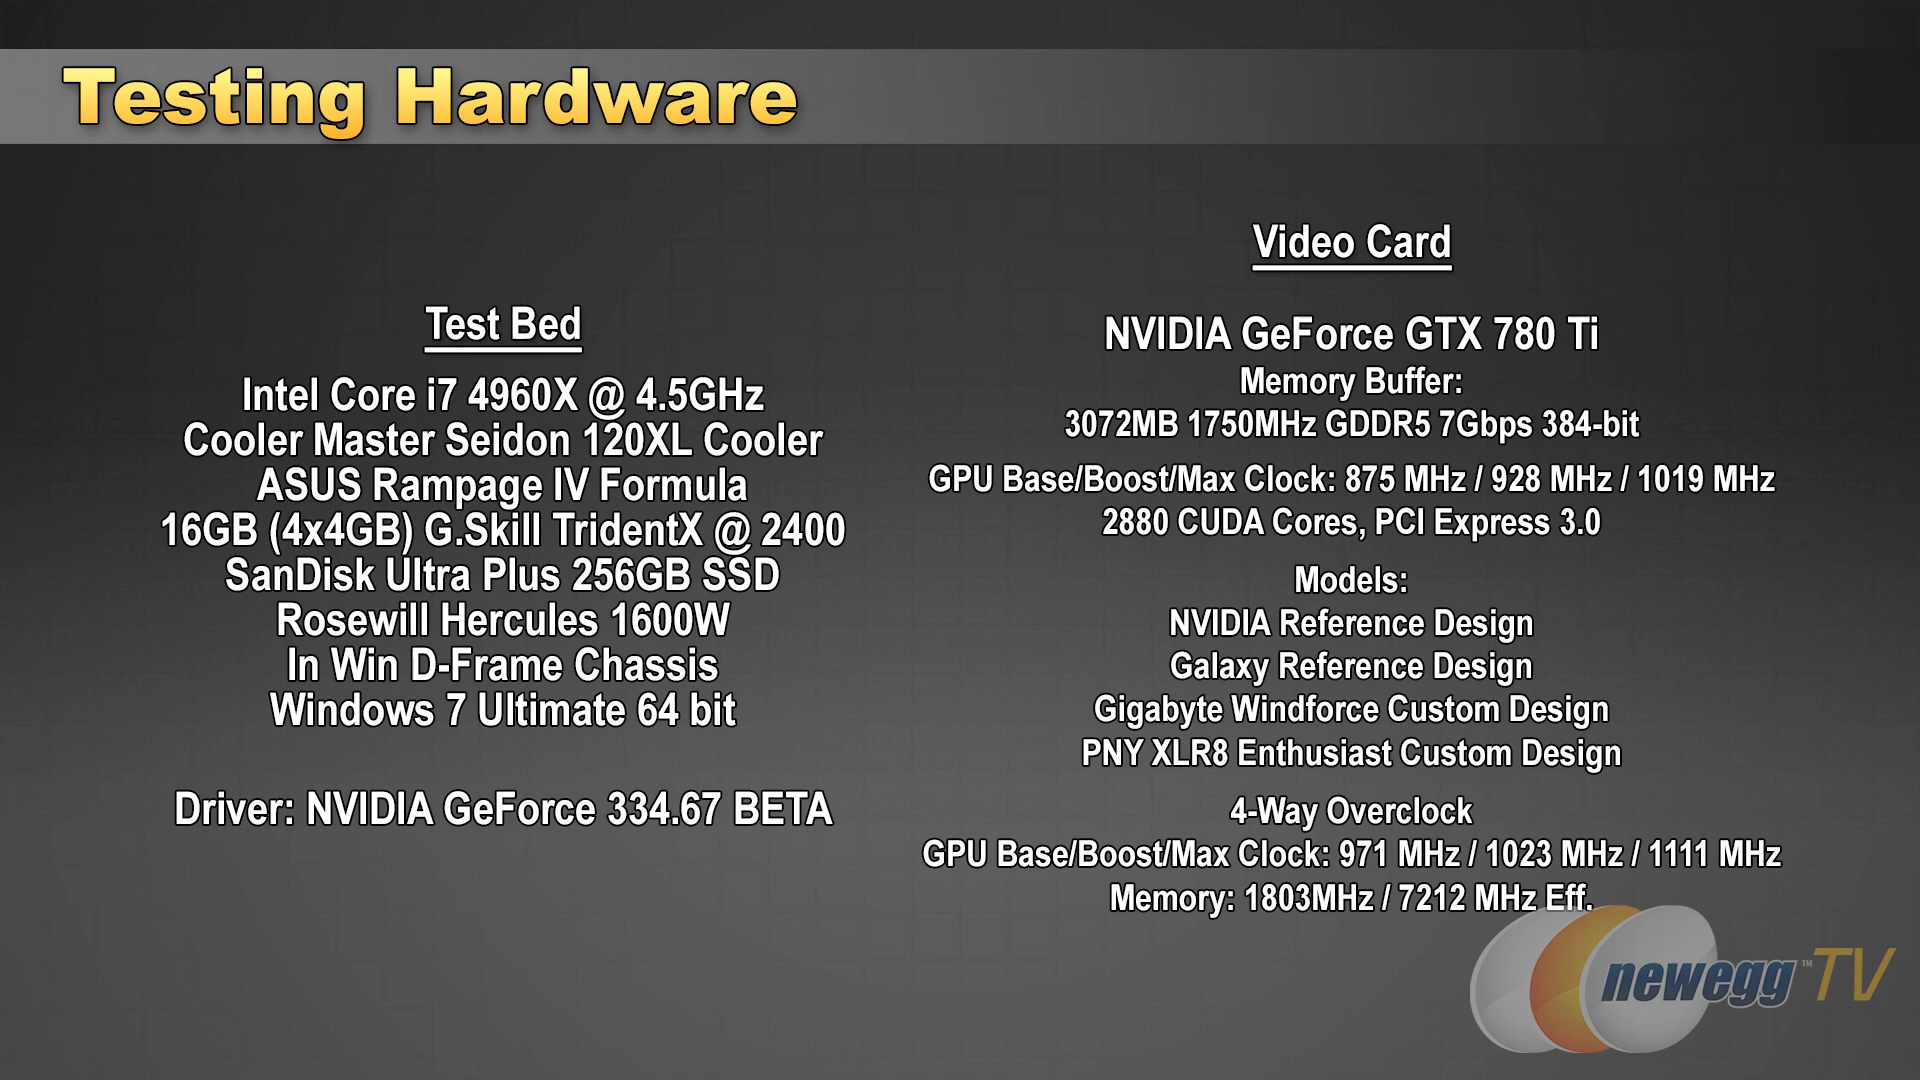 Testing Hardware
Test Bed
Intel Core i7 4960X @ 4.5GHz
Cooler Master Seidon 120XL Cooler
ASUS Rampage IV Formula
16GB (4x4GB) G.Skill TridentX @ 2400
SanDisk Ultra Plus 256GB SSD
Rosewill Hercules 1600W
In Win D-Frame Chassis
Windows 7 Ultimate 64 bit
Driver: NVIDIA GeForce 334.67 BETA
Video Card
NVIDIA GeForce GTX 780 Ti
Memory Buffer:
3072MB 1750MHz GDDR5 7Gbps 384-bit
GPU Base/Boost/Max Clock: 875 MHz / 928 MHz / 1019 MHz
2880 CUDA Cores, PCI Express 3.0
Models:
NVIDIA Reference Design
Galaxy Reference Design
Gigabyte Windforce Custom Design
PNY XLR8 Enthusiast Custom Design
4-Way Overclock
GPU Base/Boost/Max Clock: 971 MHz / 1023 MHz / 1111 MHz
Memory: 1803MHz / 7212 MHz Eff.
newegg™ TV